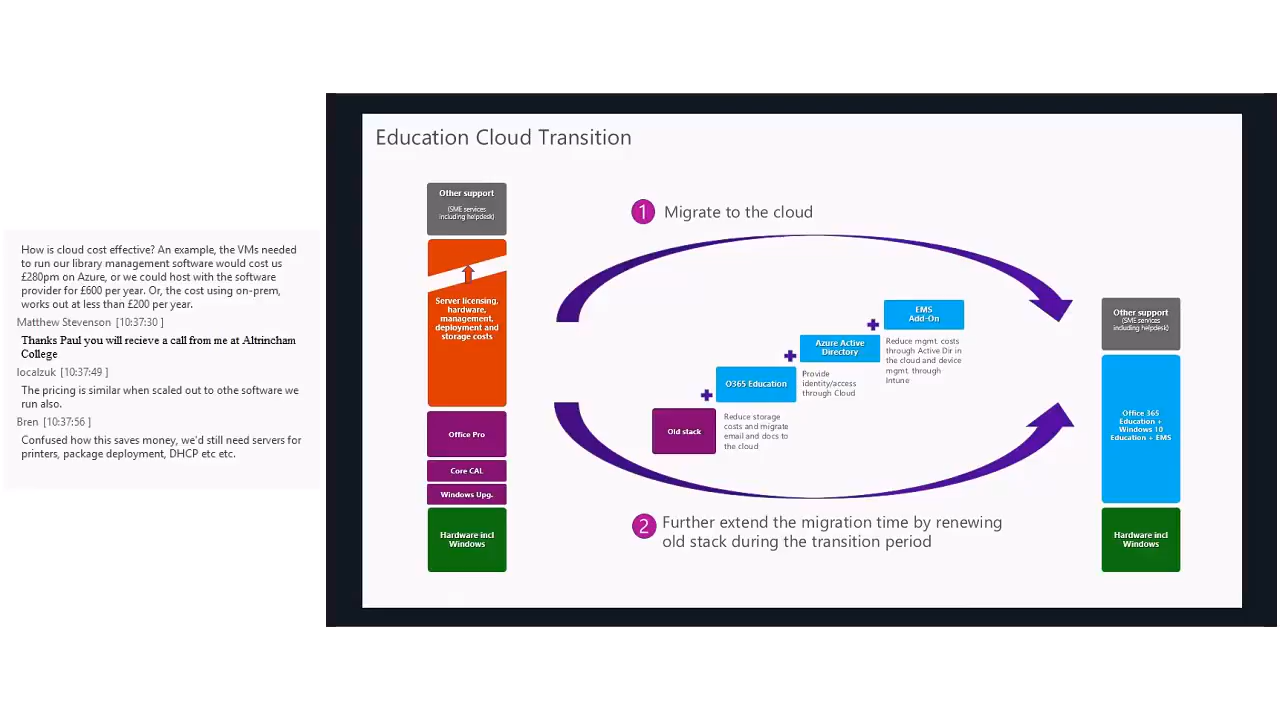 How is cloud cost effective? An example, the VMs needed
to run our library management software would cost us
£280pm on Azure, or we could host with the software
provider for £600 per year. Or, the cost using on-prem,
works out at less than £200 per year.
Matthew Stevenson [10:37:30 ]
Thanks Paul you will recieve a call from me at Altrincham
College
localzuk [10:37:49 ]
The pricing is similar when scaled out to othe software we
run also.
Bren [10:37:56 ]
Confused how this saves money, we'd still need servers for
printers, package deployment, DHCP etc etc.
Education Cloud Transition
Other support
(SME services
including helpdesk)
Server licensing,
hardware,
management,
deployment and
storage costs
Office Pro
Core CAL
Windows Upg.
Hardware incl
Windows
1 Migrate to the cloud
EMS
Add-On
Reduce mgmt. costs
through Active Dir in
the cloud and device
mgmt. through
Intune
Azure Active
Directory
Provide
identity/access
through Cloud
O365 Education
Reduce storage
costs and migrate
email and docs to
the cloud
Old stack
2 Further extend the migration time by renewing
old stack during the transition period
Other support
(SME services
including helpdesk)
Office 365
Education +
Windows 10
Education + EMS
Hardware incl
Windows